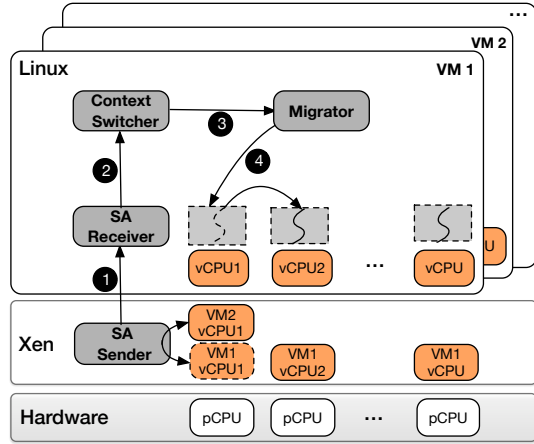 ...
VM 2
Linux
VM 1
Context
Switcher
3
Migrator
2
4
SA
Receiver
vCPU1
vCPU2
...
vCPU
U
1
Xen
SA
Sender
VM2
vCPU1
VM1
vCPU1
VM1
vCPU2
VM1
vCPU
Hardware
pCPU
pCPU
...
pCPU